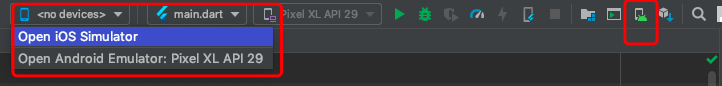 <no devices> main.dart Pixel XL API 29
Open iOS Simulator
Open Android Emulator: Pixel XL API 29